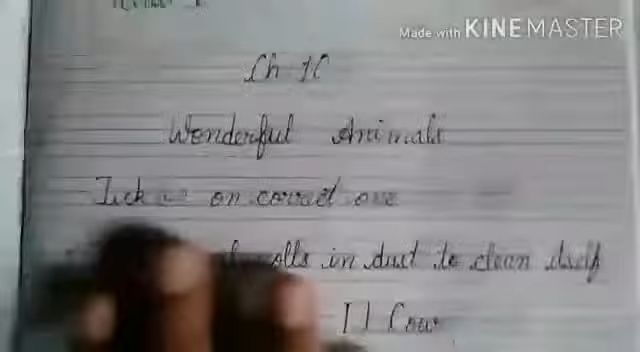 Made with KINEMASTER
Ch 10
Wonderful Animals
Tick on correct one
rolls in dust to clean itself
[ ] Cow